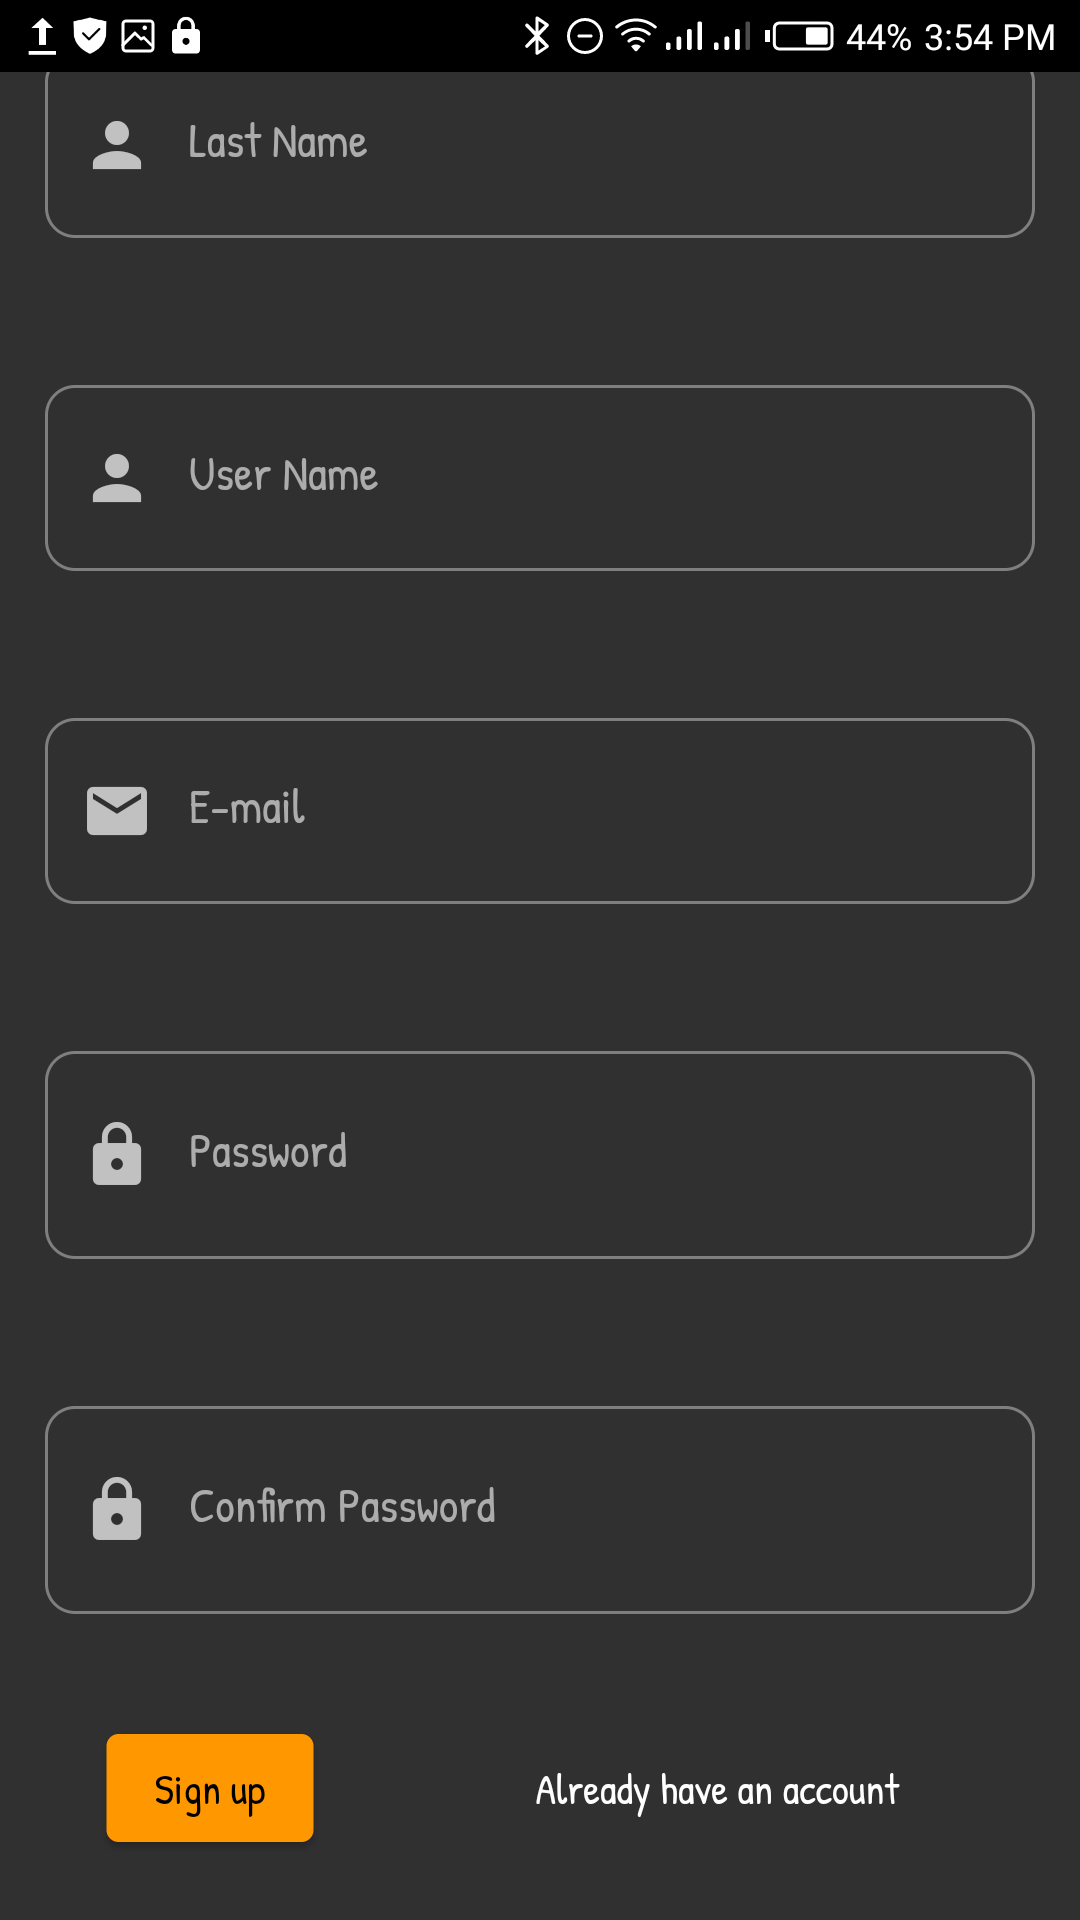 44% 3:54 PM
Last Name
User Name
E-mail
Password
Confirm Password
Sign up
Already have an account